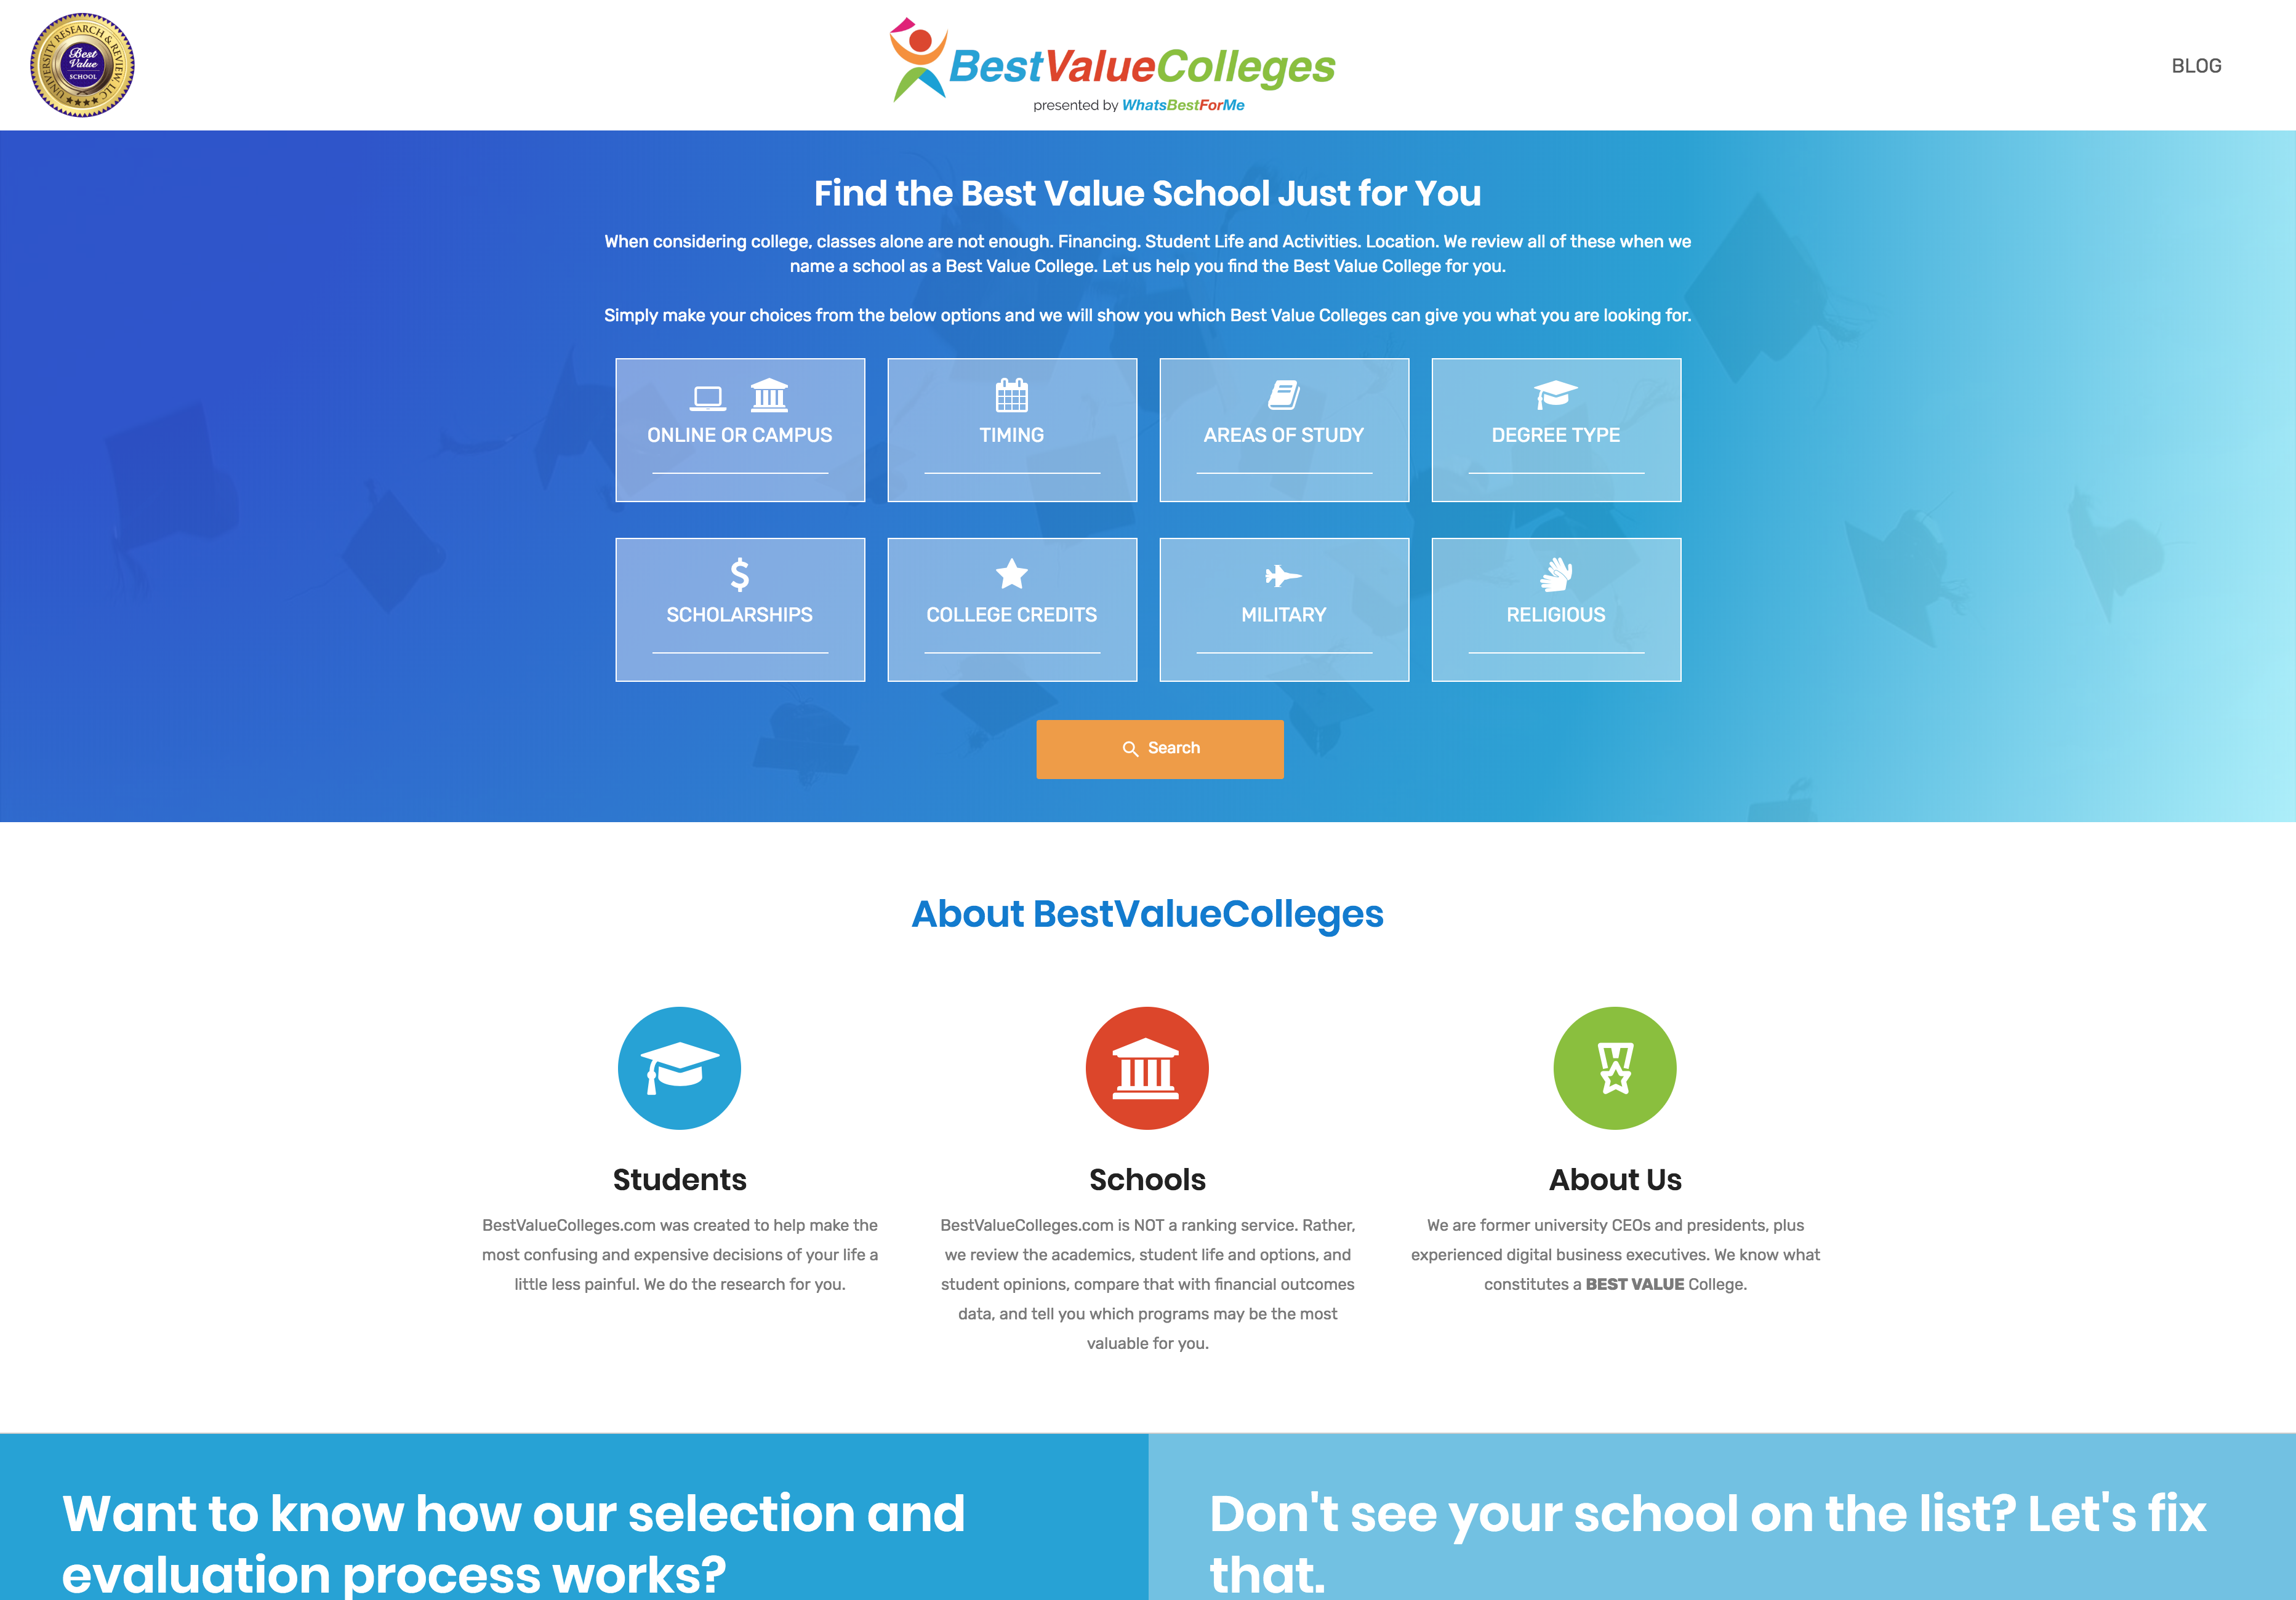 UNIVERSITY RESEARCH & REVIEW, LLC
Best
Value
SCHOOL
BestValueColleges
presented by WhatsBestForMe
BLOG
Find the Best Value School Just for You
When considering college, classes alone are not enough. Financing. Student Life and Activities. Location. We review all of these when we
name a school as a Best Value College. Let us help you find the Best Value College for you.
Simply make your choices from the below options and we will show you which Best Value Colleges can give you what you are looking for.
ONLINE OR CAMPUS
TIMING
AREAS OF STUDY
DEGREE TYPE
SCHOLARSHIPS
COLLEGE CREDITS
MILITARY
RELIGIOUS
Search
About BestValueColleges
Students
BestValueColleges.com was created to help make the
most confusing and expensive decisions of your life a
little less painful. We do the research for you.
Schools
BestValueColleges.com is NOT a ranking service. Rather,
we review the academics, student life and options, and
student opinions, compare that with financial outcomes
data, and tell you which programs may be the most
valuable for you.
About Us
We are former university CEOs and presidents, plus
experienced digital business executives. We know what
constitutes a BEST VALUE College.
Want to know how our selection and
evaluation process works?
Don't see your school on the list? Let's fix
that.